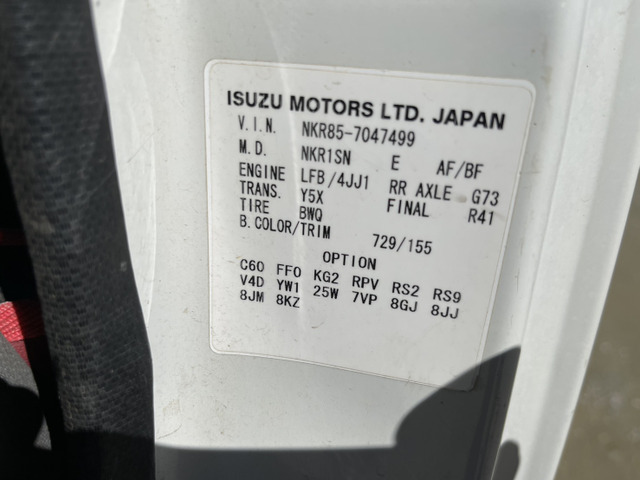 ISUZU MOTORS LTD. JAPAN
V.I.N. NKR85-7047499
M.D. NKR1SN E AF/BF
ENGINE LFB/4JJ1 RR AXLE G73
TRANS. Y5X FINAL R41
TIRE BWQ
B.COLOR/TRIM 729/155
OPTION
C60 FF0 KG2 RPV RS2 RS9
V4D YW1 25W 7VP 8GJ 8JJ
8JM 8KZ